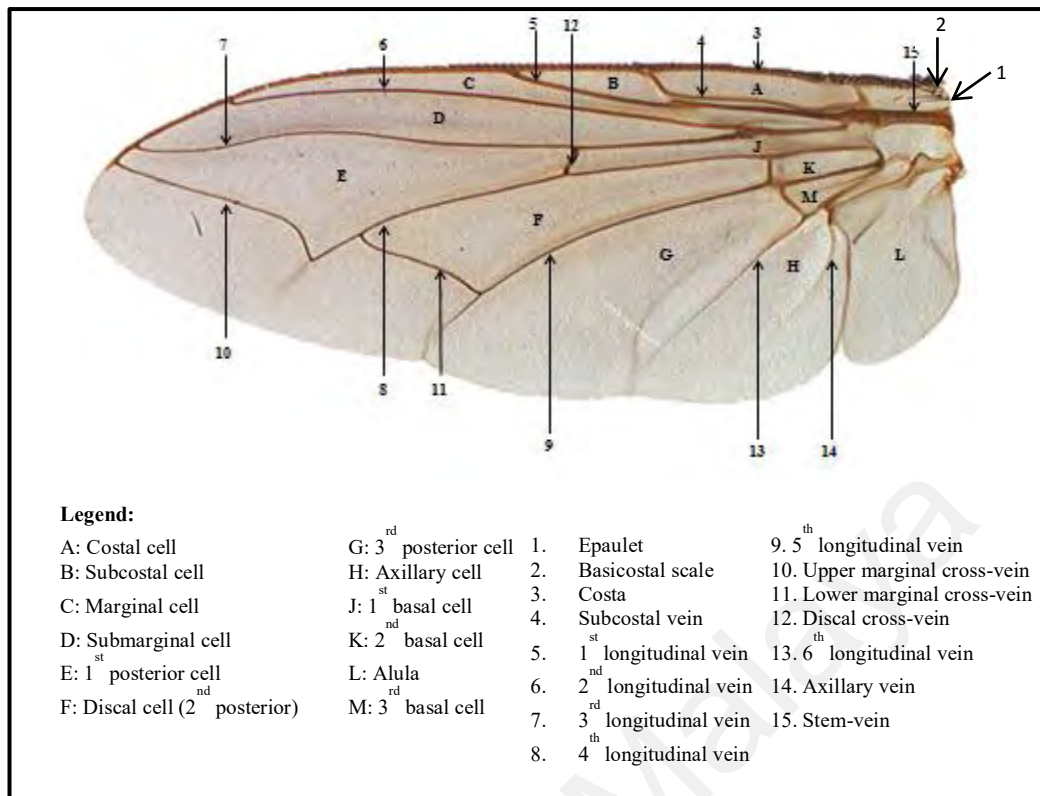 2
5 12 3
7 6 4 15 1
C B A
D
J
K
E M
F
G H L
10 8 11
9 13 14
Legend:
A: Costal cell
B: Subcostal cell
C: Marginal cell
D: Submarginal cell
E: 1st posterior cell
F: Discal cell (2nd posterior)
G: 3rd posterior cell
H: Axillary cell
J: 1st basal cell
K: 2nd basal cell
L: Alula
M: 3rd basal cell
1. Epaulet
2. Basicostal scale
3. Costa
4. Subcostal vein
5. 1st longitudinal vein
6. 2nd longitudinal vein
7. 3rd longitudinal vein
8. 4th longitudinal vein
9. 5th longitudinal vein
10. Upper marginal cross-vein
11. Lower marginal cross-vein
12. Discal cross-vein
13. 6th longitudinal vein
14. Axillary vein
15. Stem-vein
Malaya